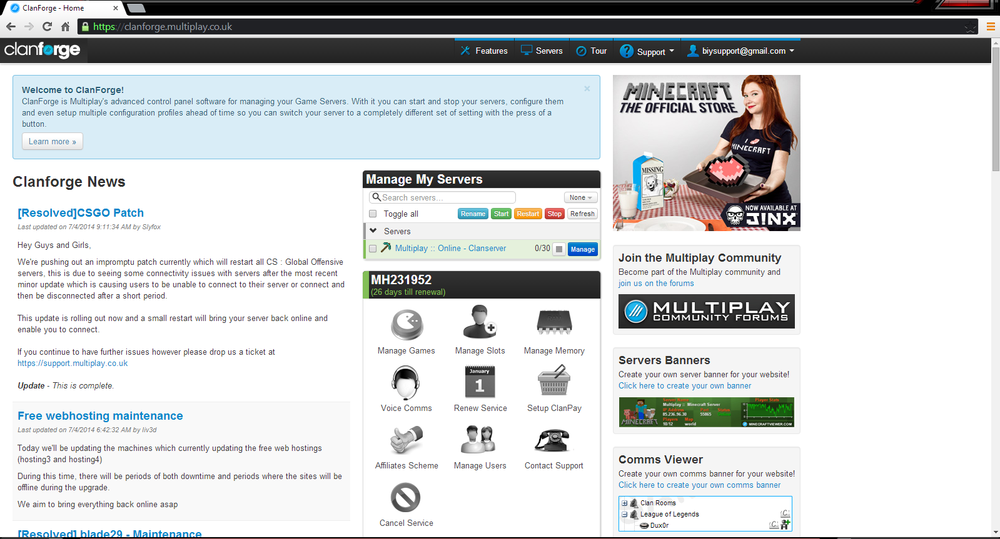 ClanForge - Home
https://clanforge.multiplay.co.uk
clanforge
Features
Servers
Tour
Support
biysupport@gmail.com
Welcome to ClanForge!
ClanForge is Multiplay's advanced control panel software for managing your Game Servers. With it you can start and stop your servers, configure them
and even setup multiple configuration profiles ahead of time so you can switch your server to a completely different set of setting with the press of a
button.
Learn more »
Clanforge News
[Resolved]CSGO Patch
Last updated on 7/4/2014 9:11:34 AM by Slyfox
Hey Guys and Girls,
We're pushing out an impromptu patch currently which will restart all CS : Global Offensive
servers, this is due to seeing some connectivity issues with servers after the most recent
minor update which is causing users to be unable to connect to their server or connect and
then be disconnected after a short period.
This update is rolling out now and a small restart will bring your server back online and
enable you to connect.
If you continue to have further issues however please drop us a ticket at
https://support.multiplay.co.uk
Update - This is complete.
Free webhosting maintenance
Last updated on 7/4/2014 6:42:32 AM by liv3d
Today we'll be updating the machines which currently updating the free web hostings
(hosting3 and hosting4)
During this time, there will be periods of both downtime and periods where the sites will be
offline during the upgrade.
We aim to bring everything back online asap
[Resolved] blade29 - Maintenance
Manage My Servers
Search servers...
None
Toggle all
Rename
Start
Restart
Stop
Refresh
Servers
Multiplay :: Online - Clanserver
0/30
Manage
MH231952
(26 days till renewal)
Manage Games
Manage Slots
Manage Memory
January
1
Voice Comms
Renew Service
Setup ClanPay
Affiliates Scheme
Manage Users
Contact Support
Cancel Service
MINECRAFT
THE OFFICIAL STORE
I
MINECRAFT
MISSING
NOW AVAILABLE AT
J!NX
Join the Multiplay Community
Become part of the Multiplay community and
join us on the forums
MULTIPLAY
COMMUNITY FORUMS
Servers Banners
Create your own server banner for your website!
Click here to create your own banner
Server Name
Multiplay :: Minecraft Server
IP Address
Port
Status
85.236.96.30
55865
Online
Players
Map
10/12
world
MINECRAFT
Player Stats
MINECRAFTVIEWER.COM
Comms Viewer
Create your own comms banner for your website!
Click here to create your own comms banner
Clan Rooms
League of Legends
Dux0r